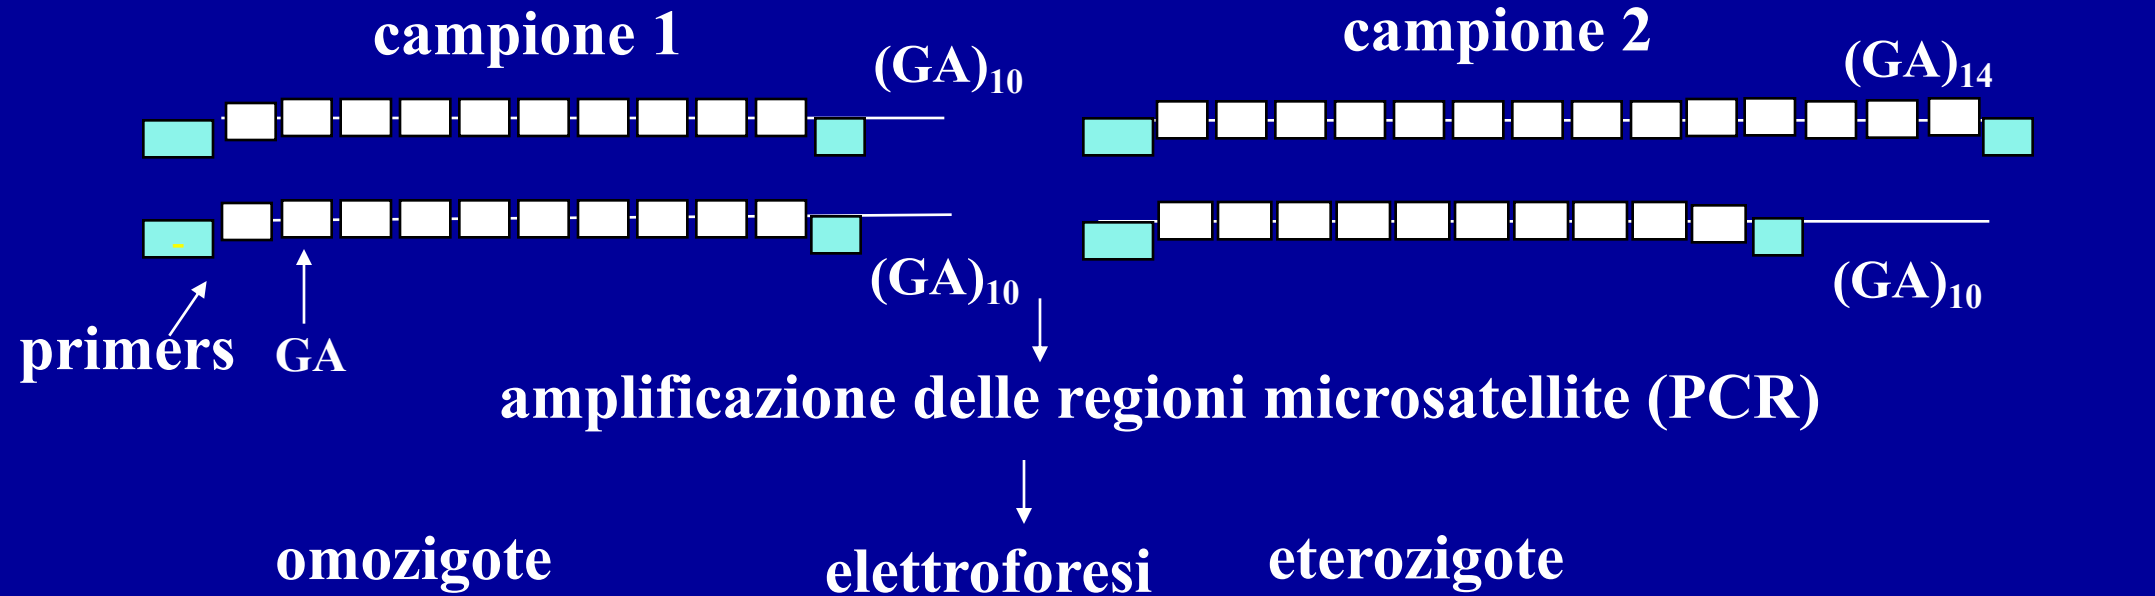 campione 1
(GA)10
campione 2
(GA)14
(GA)10
(GA)10
primers
GA
amplificazione delle regioni microsatellite (PCR)
omozigote
elettroforesi
eterozigote